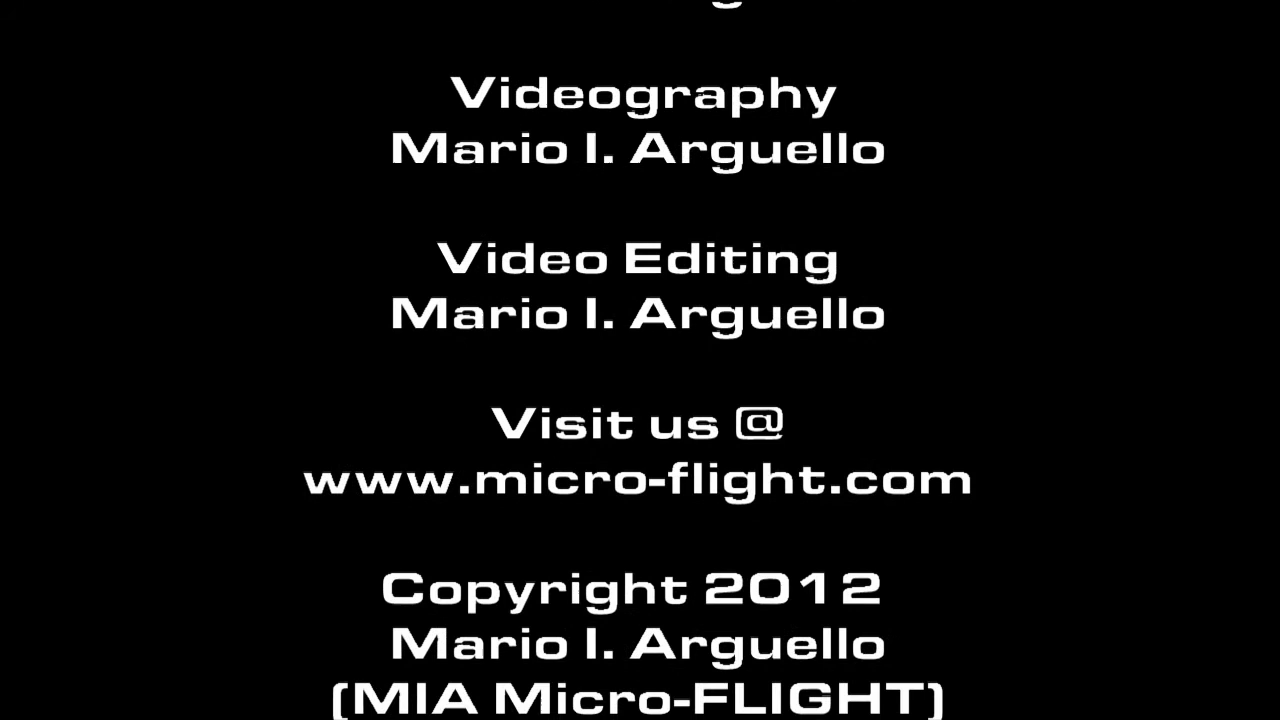 Videography
Mario I. Arguello
Video Editing
Mario I. Arguello
Visit us @
www.micro-flight.com
Copyright 2012
Mario I. Arguello
(MIA Micro-FLIGHT)